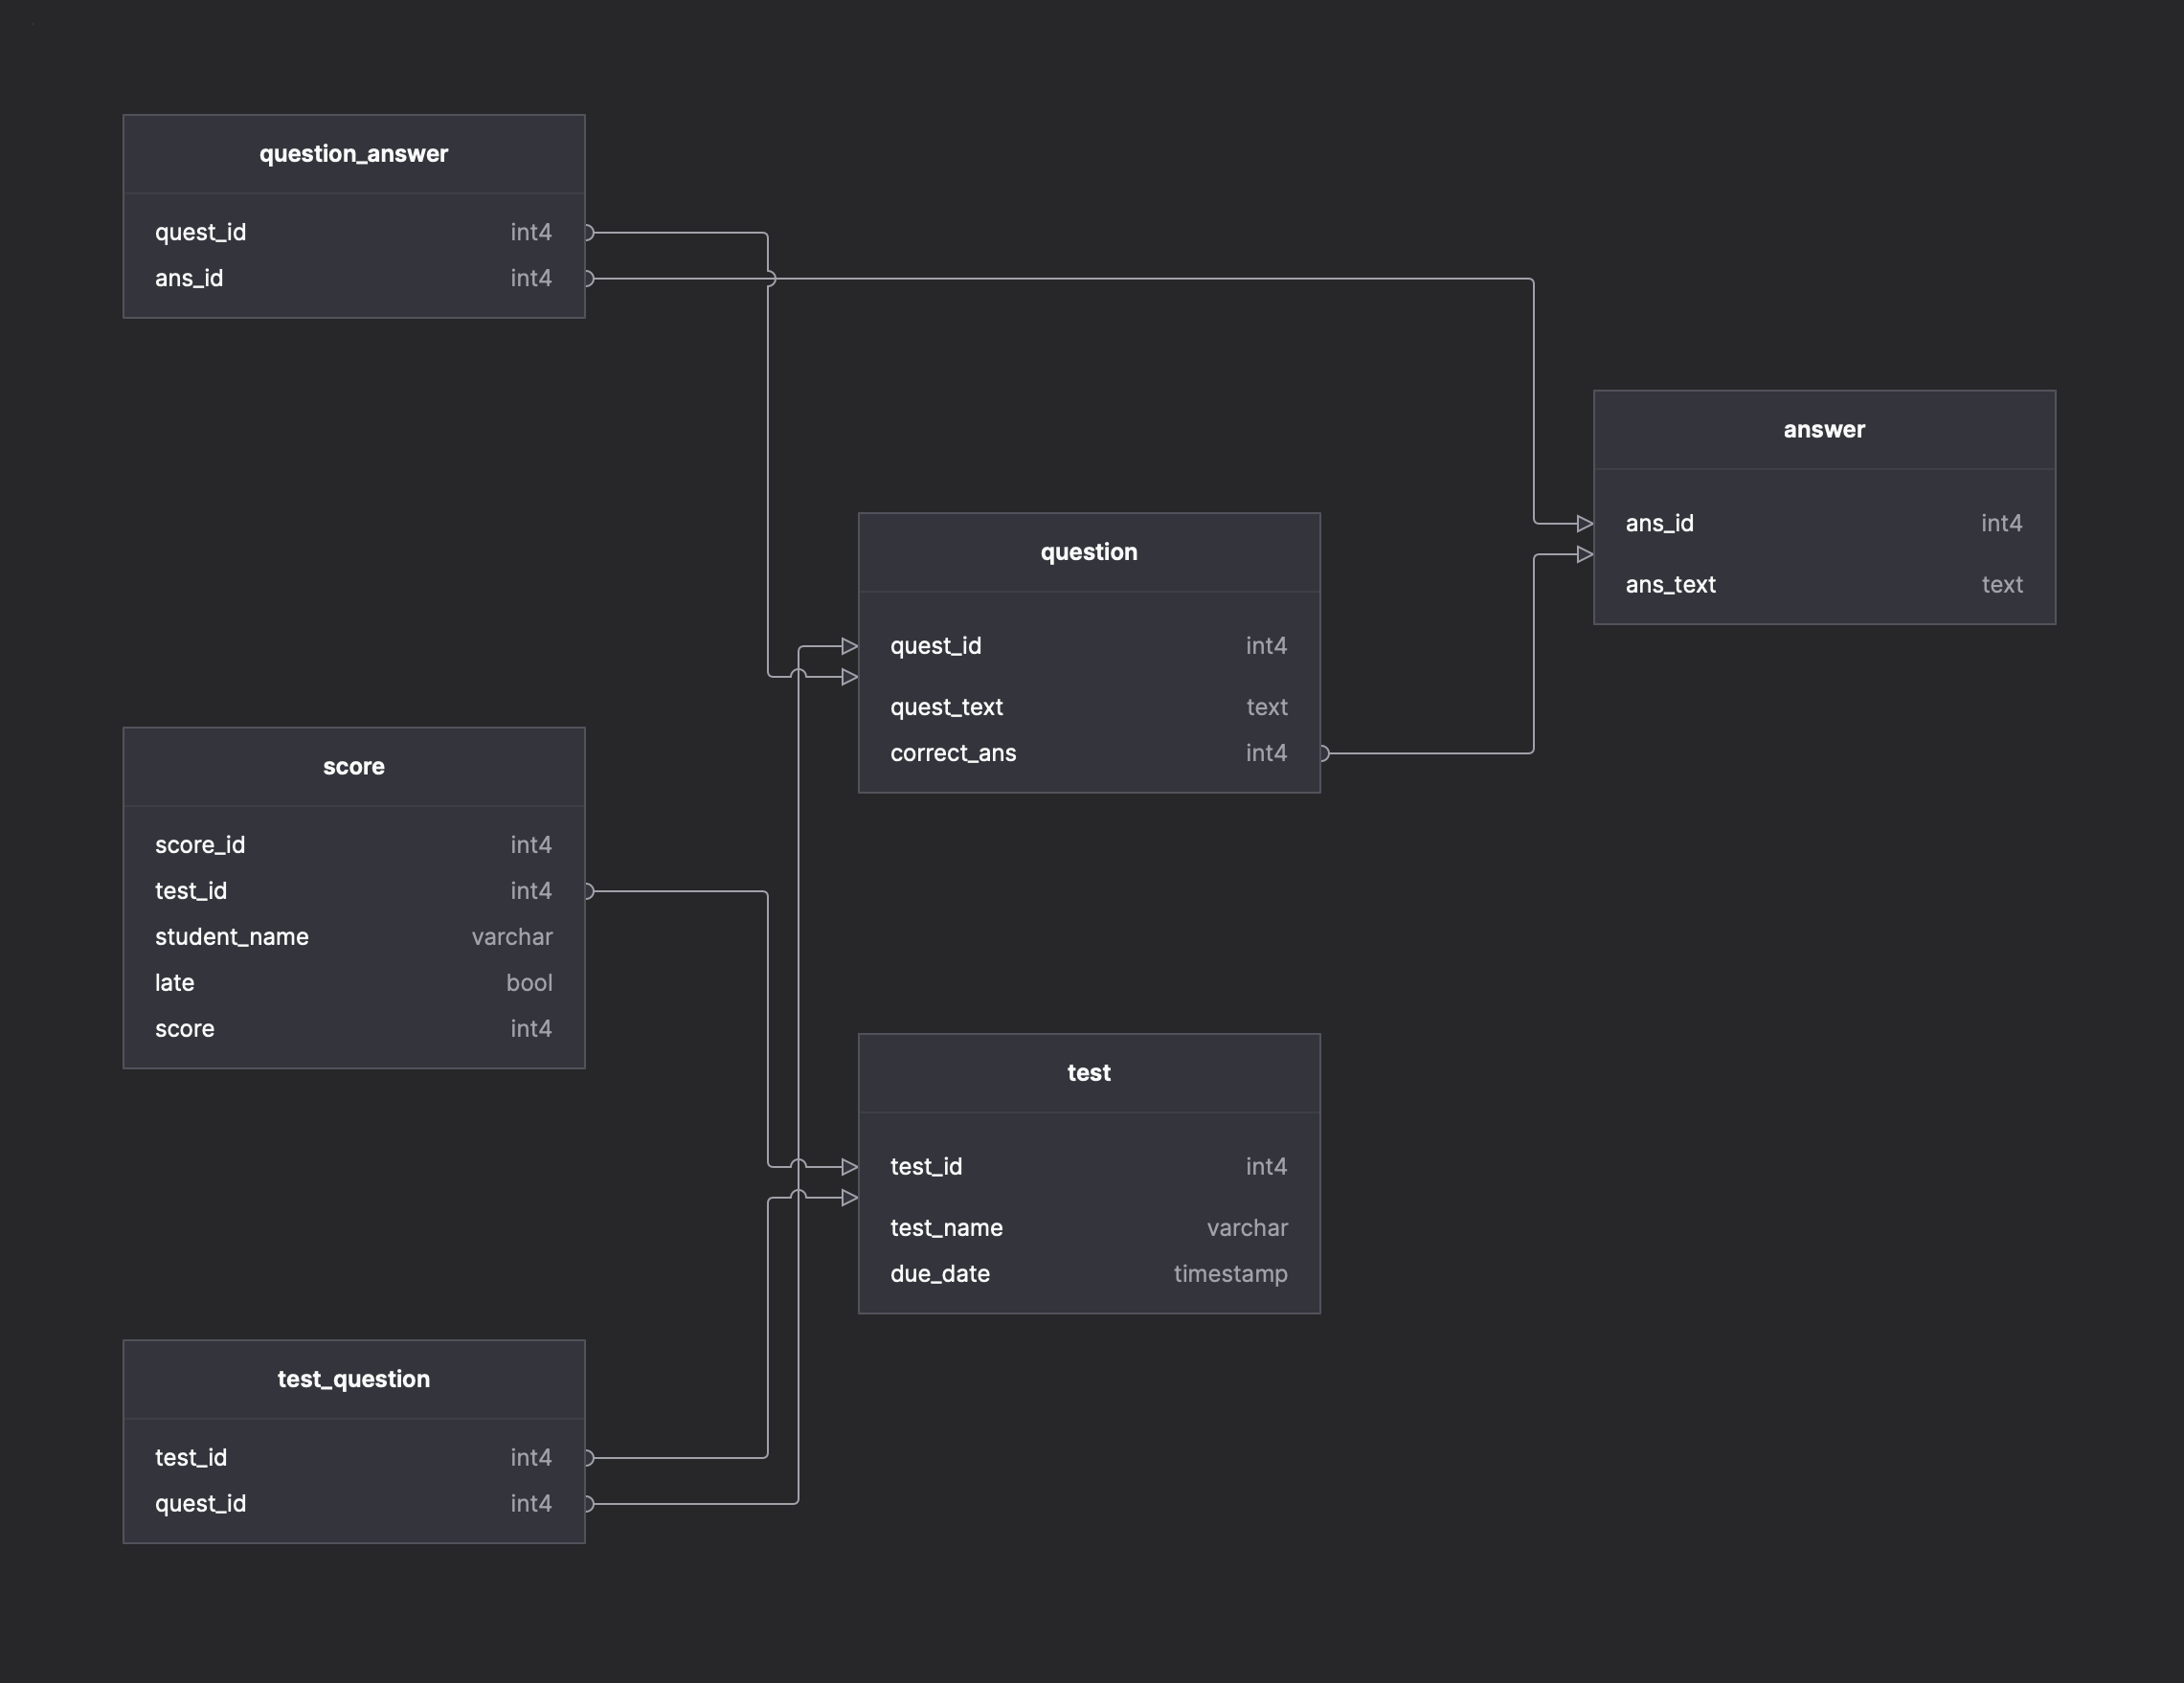 question_answer
quest_id int4
ans_id int4
answer
ans_id int4
ans_text text
question
quest_id int4
quest_text text
correct_ans int4
score
score_id int4
test_id int4
student_name varchar
late bool
score int4
test
test_id int4
test_name varchar
due_date timestamp
test_question
test_id int4
quest_id int4